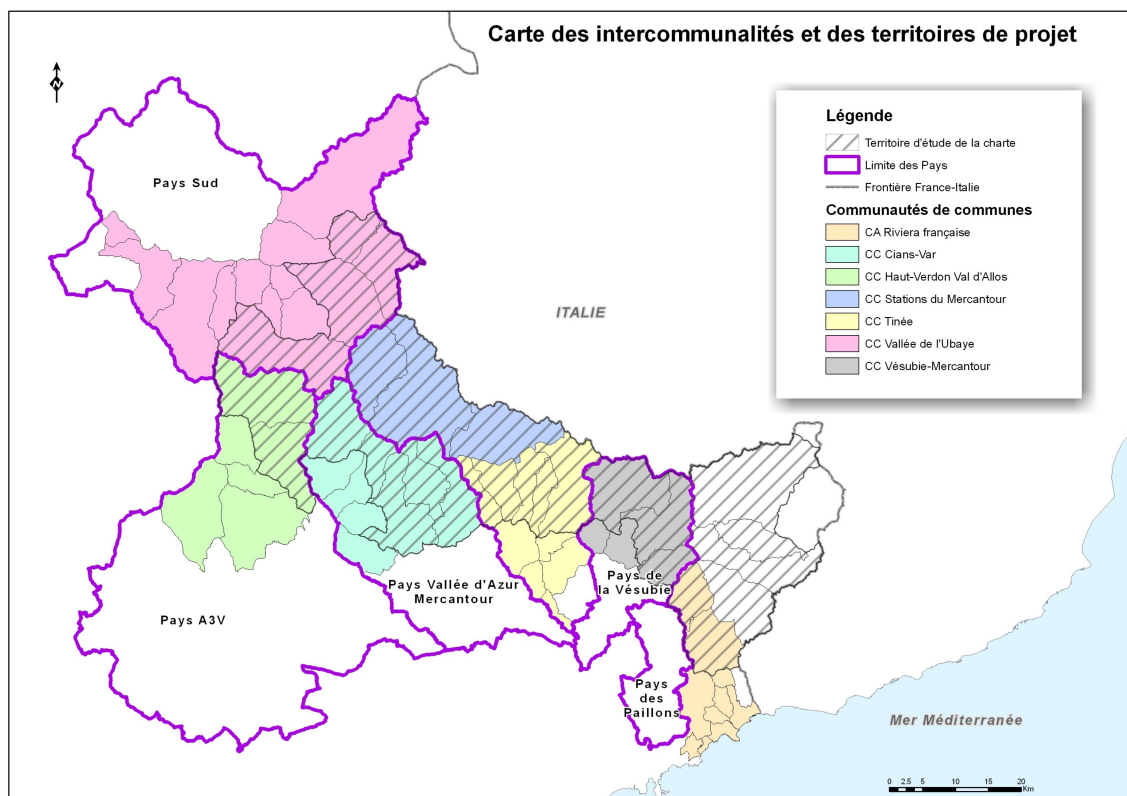 Carte des intercommunalités et des territoires de projet
N
Légende
Territoire d'étude de la charte
Limite des Pays
Frontière France-Italie
Communautés de communes
CA Riviera française
CC Cians-Var
CC Haut-Verdon Val d'Allos
CC Stations du Mercantour
CC Tinée
CC Vallée de l'Ubaye
CC Vésubie-Mercantour
Pays Sud
ITALIE
Pays Vallée d'Azur
Mercantour
Pays de
la Vésubie
Pays A3V
Pays
des
Paillons
Mer Méditerranée
0 2.5 5 10 15 20
Km